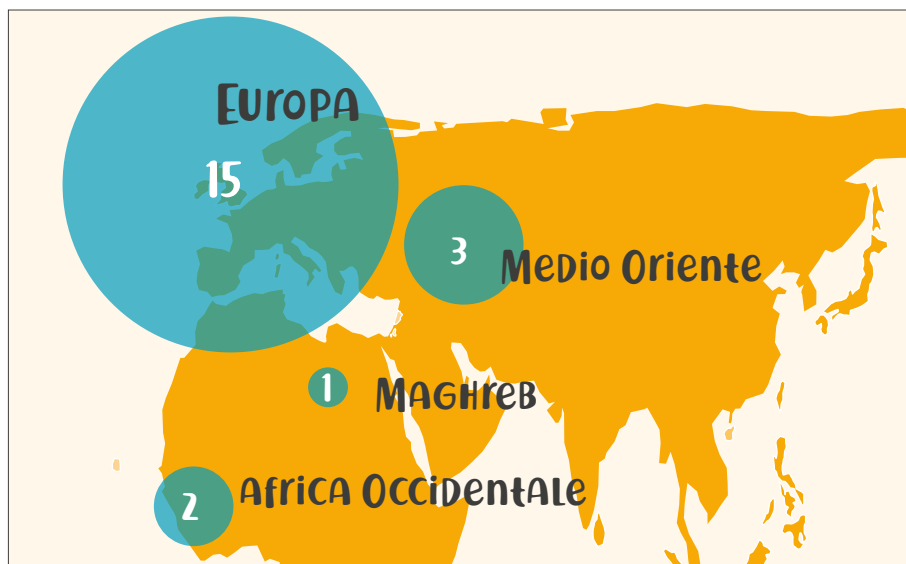 Europa
15
3
Medio Oriente
1
Maghreb
2
Africa Occidentale